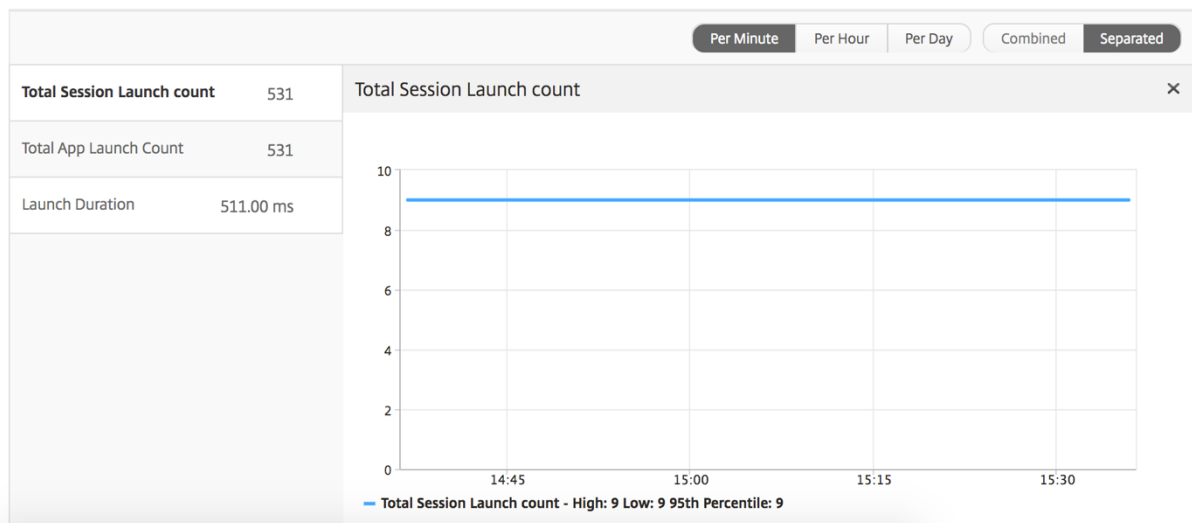 Per Minute Per Hour Per Day Combined Separated
Total Session Launch count 531
Total App Launch Count 531
Launch Duration 511.00 ms
Total Session Launch count
10
8
6
4
2
0
14:45 15:00 15:15 15:30
Total Session Launch count - High: 9 Low: 9 95th Percentile: 9